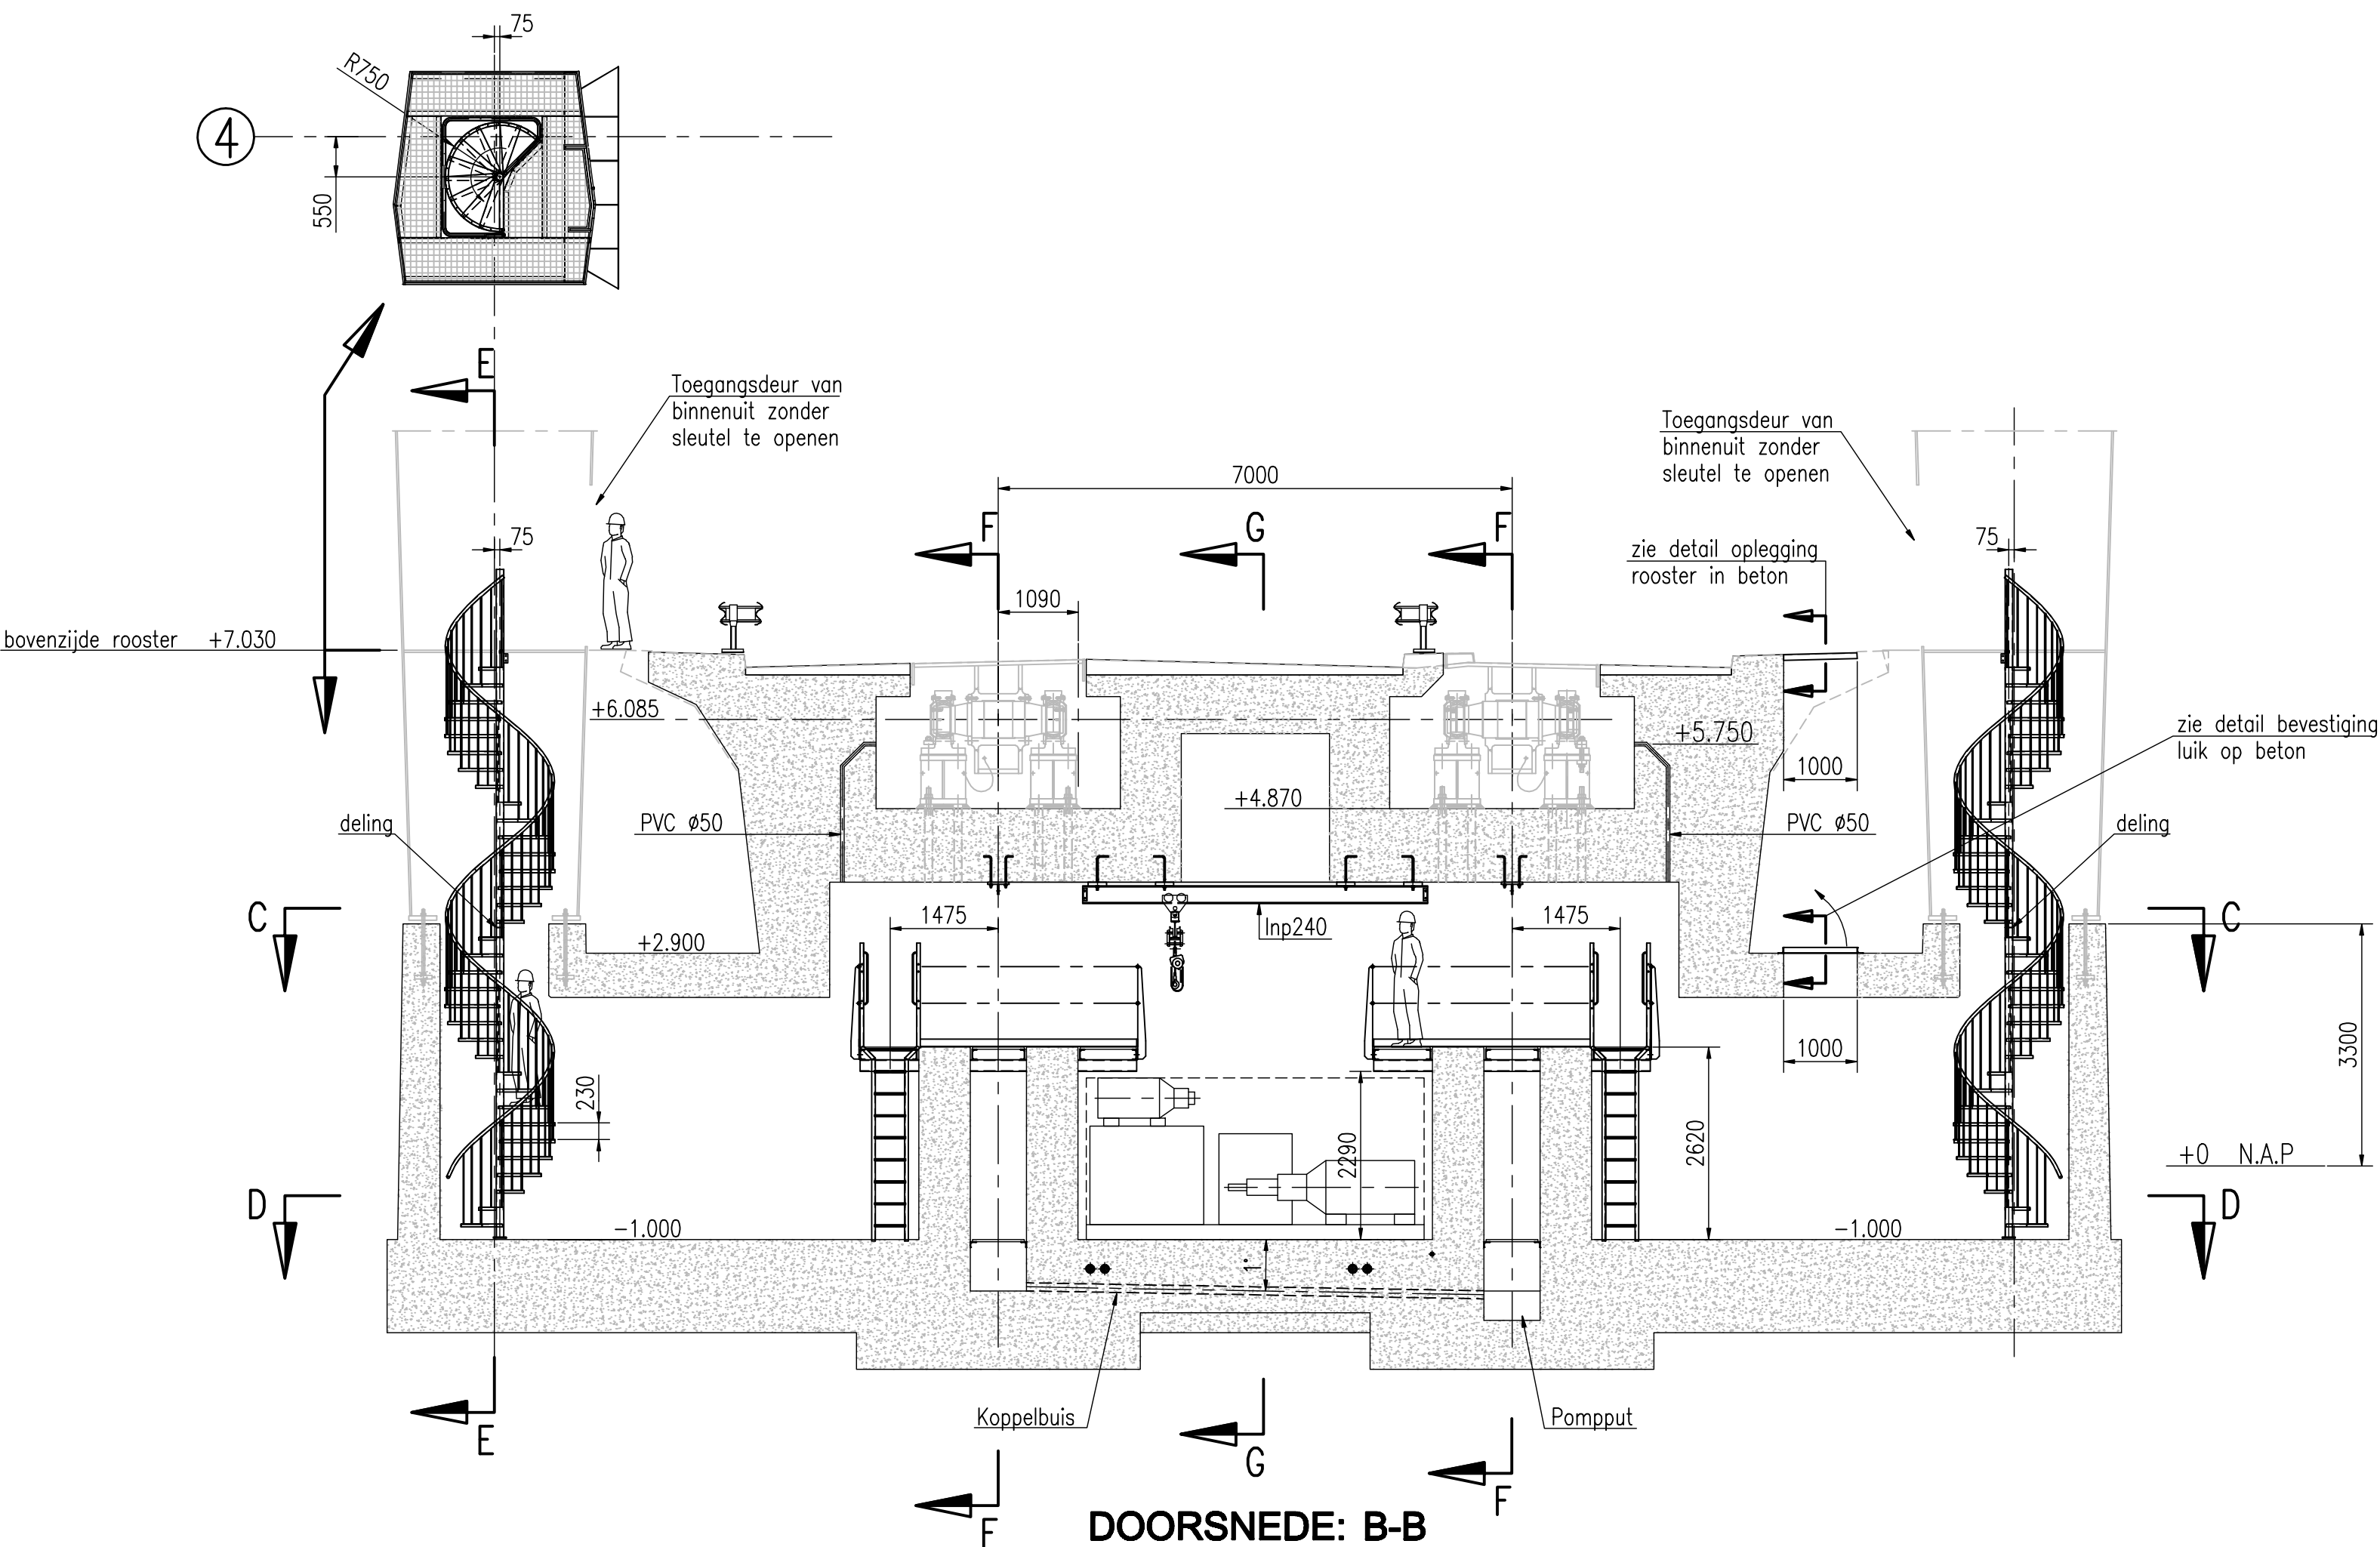 75
R750
4
550
E
Toegangsdeur van
binnenuit zonder
sleutel te openen
Toegangsdeur van
binnenuit zonder
sleutel te openen
7000
F
G
F
75
75
zie detail oplegging
rooster in beton
1090
bovenzijde rooster +7.030
+6.085
+5.750
zie detail bevestiging
luik op beton
1000
+4.870
deling
PVC ø50
PVC ø50
deling
C
1475
Inp240
1475
C
+2.900
1000
3300
230
2290
2620
+0 N.A.P
D
D
-1.000
-1.000
1°
Koppelbuis
Pompput
E
G
F
F
DOORSNEDE: B-B